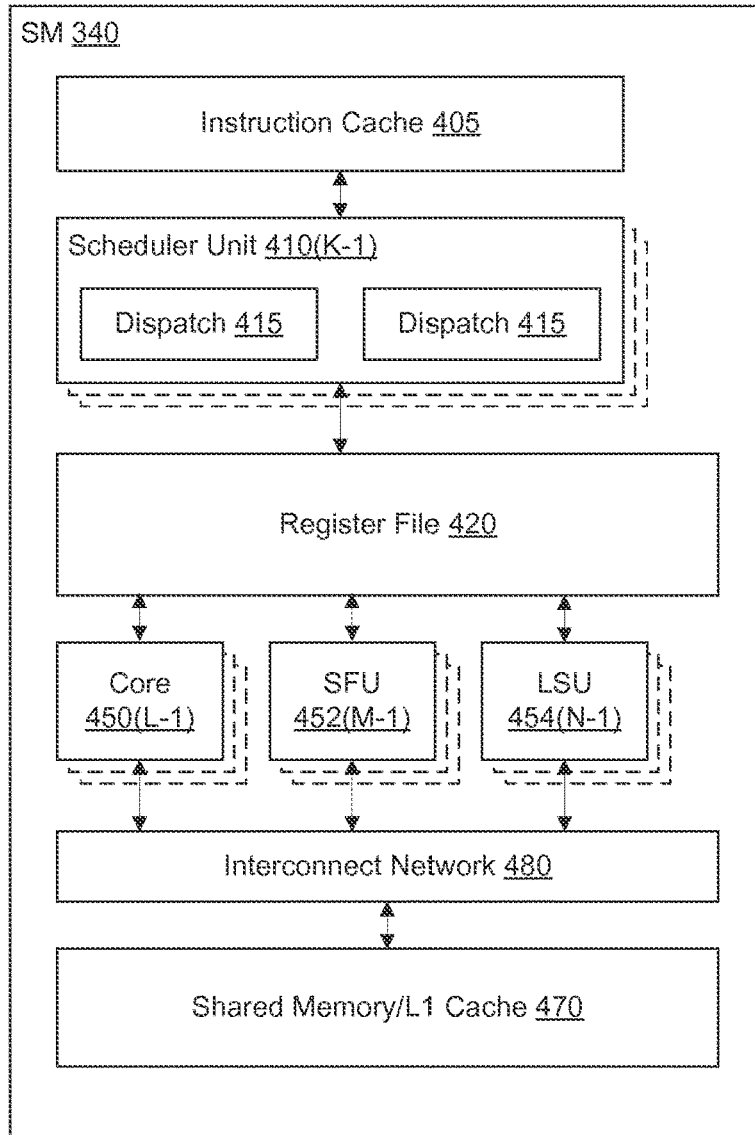 SM 340
Instruction Cache 405
Scheduler Unit 410(K-1)
Dispatch 415 Dispatch 415
Register File 420
Core SFU LSU
450(L-1) 452(M-1) 454(N-1)
Interconnect Network 480
Shared Memory/L1 Cache 470